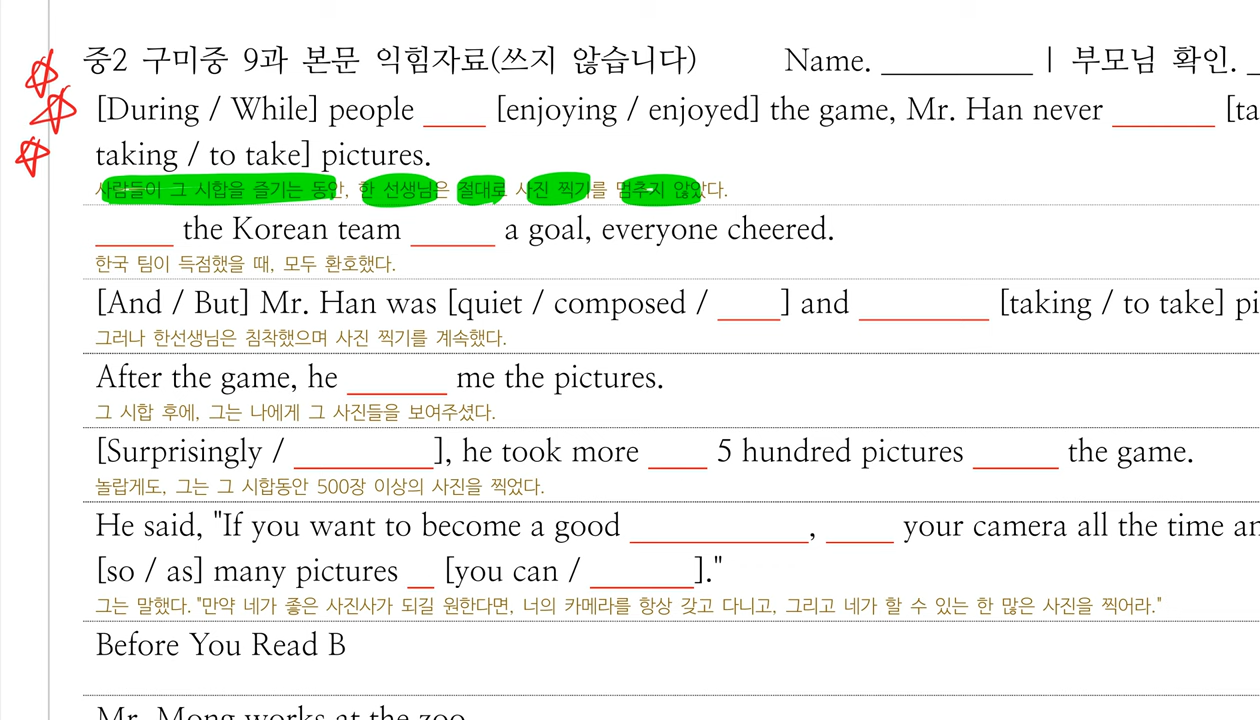 중2 구미중 9과 본문 익힘자료(쓰지 않습니다) Name. __________ | 부모님 확인. _
[During / While] people ____ [enjoying / enjoyed] the game, Mr. Han never _______ [ta
taking / to take] pictures.
사람들이 그 시합을 즐기는 동안, 한 선생님은 절대로 사진 찍기를 멈추지 않았다.
_____ the Korean team ______ a goal, everyone cheered.
한국 팀이 득점했을 때, 모두 환호했다.
[And / But] Mr. Han was [quiet / composed / ____] and ________ [taking / to take] pi
그러나 한선생님은 침착했으며 사진 찍기를 계속했다.
After the game, he _______ me the pictures.
그 시합 후에, 그는 나에게 그 사진들을 보여주셨다.
[Surprisingly / _________], he took more ____ 5 hundred pictures ______ the game.
놀랍게도, 그는 그 시합동안 500장 이상의 사진을 찍었다.
He said, "If you want to become a good ____________, ____ your camera all the time an
[so / as] many pictures __ [you can / _______]."
그는 말했다. "만약 네가 좋은 사진사가 되길 원한다면, 너의 카메라를 항상 갖고 다니고, 그리고 네가 할 수 있는 한 많은 사진을 찍어라."
Before You Read B
Mr. Mong works at the zoo.